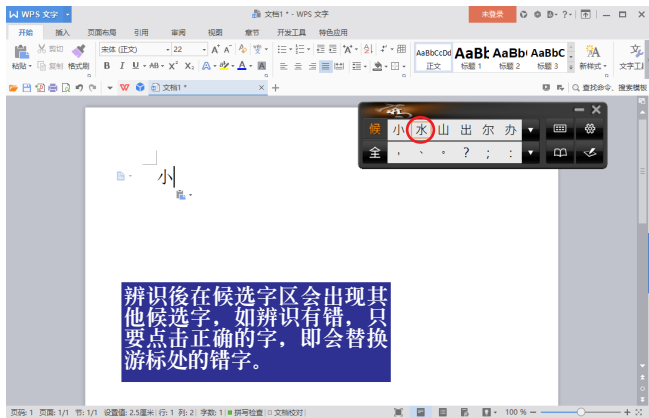 WPS 文字
文档1 * - WPS 文字
未登录
开始 插入 页面布局 引用 审阅 视图 章节 开发工具 特色应用
粘贴 剪切 复制 格式刷
宋体 (正文) 22
AaBbCcDd 正文
AaBb 标题 1
AaBb 标题 2
AaBbC 标题 3
新样式
文字工具
文档1 *
查找命令、搜索模板
候 小 水 山 出 尔 办
全 , 、 。 ? ; :
小
辨识後在候选字区会出现其
他候选字，如辨识有错，只
要点击正确的字，即会替换
游标处的错字。
页码: 1 页面: 1/1 节: 1/1 设置值: 2.5厘米 行: 1 列: 2 字数: 1 拼写检查 文档校对 100 %